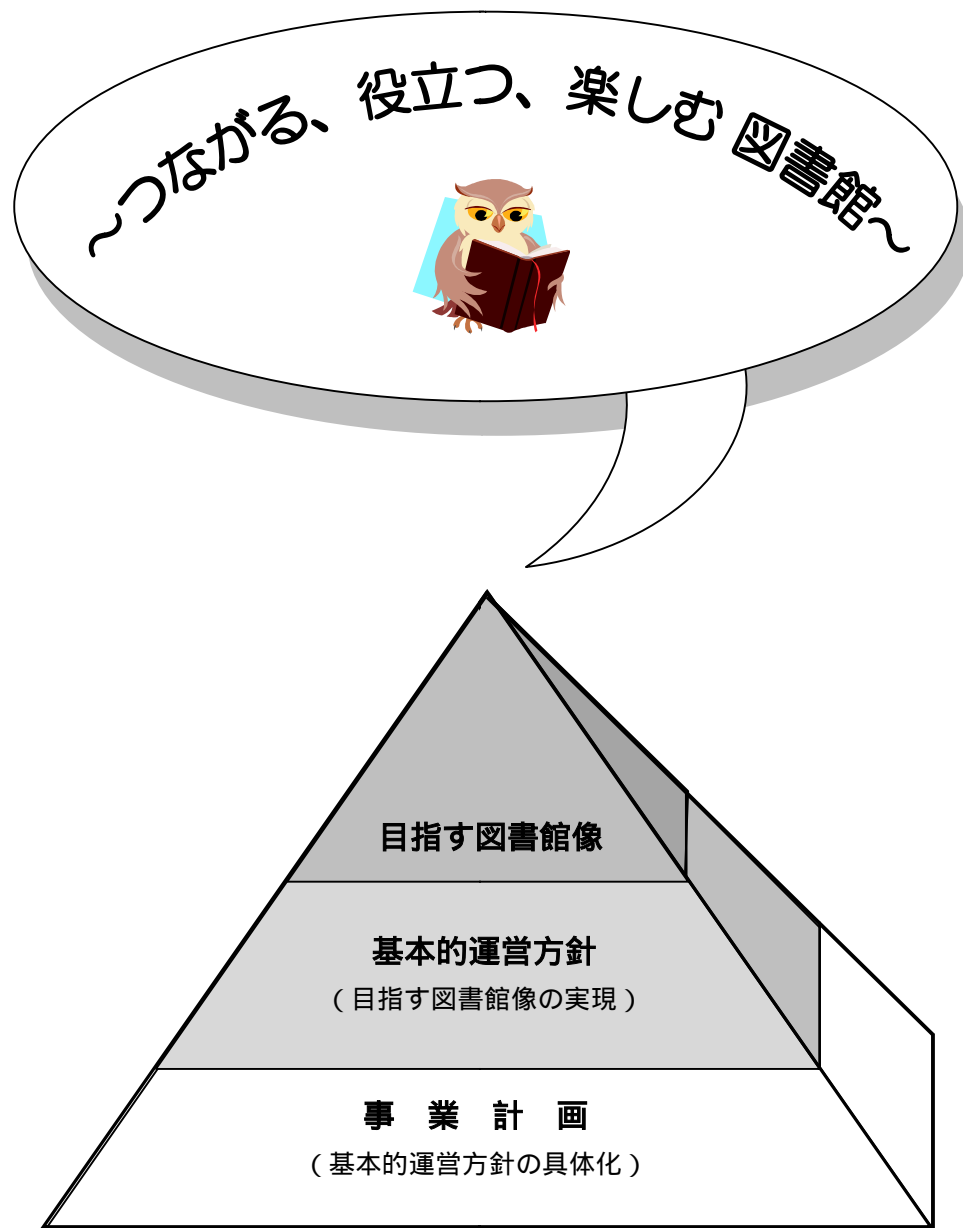 ～つながる、役立つ、楽しむ 図書館～
目指す図書館像
基本的運営方針
（目指す図書館像の実現）
事　業　計　画
（基本的運営方針の具体化）